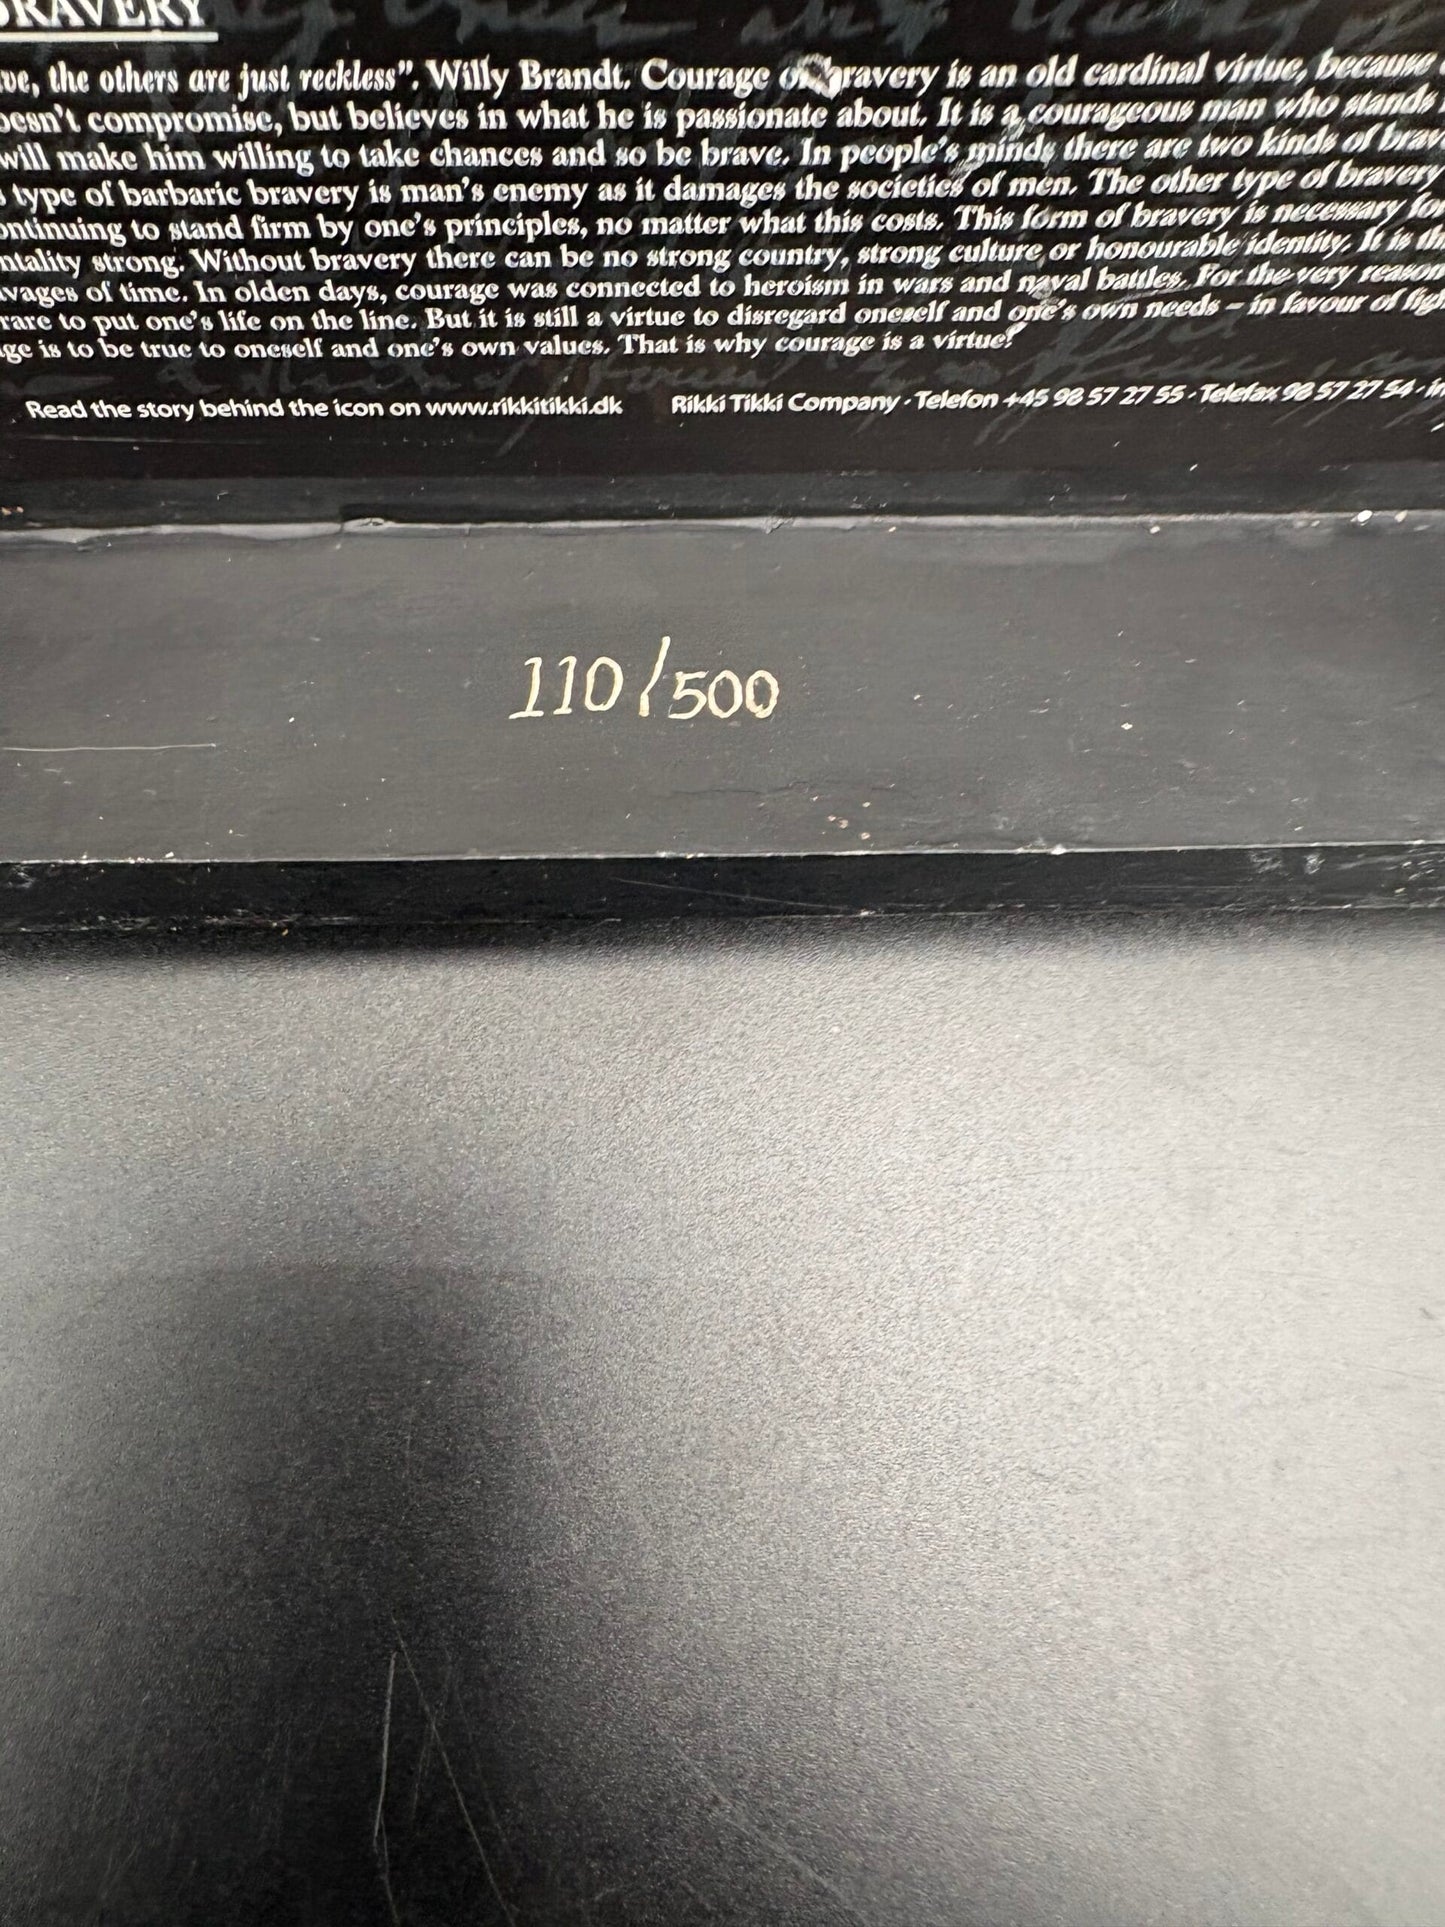 BRAVERY
ve, the others are just reckless". Willy Brandt. Courage or bravery is an old cardinal virtue, because
doesn't compromise, but believes in what he is passionate about. It is a courageous man who stands
will make him willing to take chances and so be brave. In people's minds there are two kinds of brav
type of barbaric bravery is man's enemy as it damages the societies of men. The other type of bravery
ontinuing to stand firm by one's principles, no matter what this costs. This form of bravery is necessary for
ntality strong. Without bravery there can be no strong country, strong culture or honourable identity. It is th
vages of time. In olden days, courage was connected to heroism in wars and naval battles. For the very reason
rare to put one's life on the line. But it is still a virtue to disregard oneself and one's own needs – in favour of figh
ge is to be true to oneself and one's own values. That is why courage is a virtue!
Read the story behind the icon on www.rikkitikki.dk Rikki Tikki Company · Telefon +45 98 57 27 55 · Telefax 98 57 27 54 · in
110/500